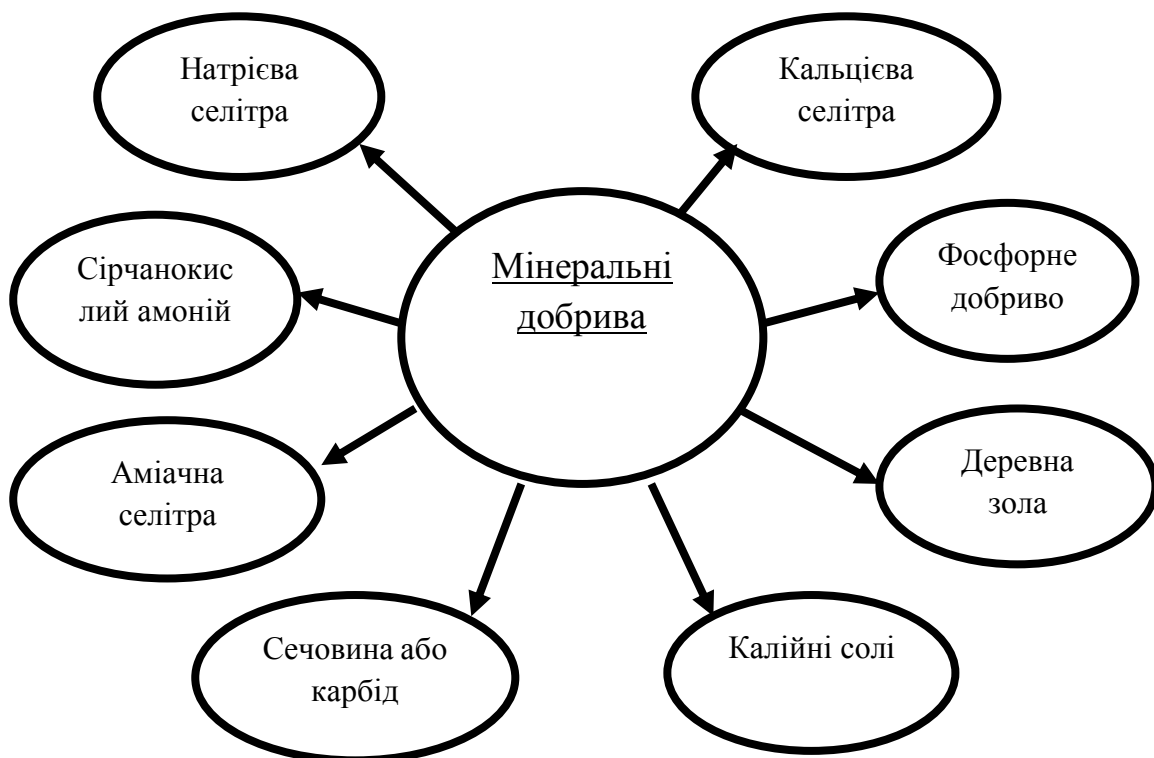 Натрієва
селітра
Кальцієва
селітра
Мінеральні
добрива
Сірчанокис
лий амоній
Фосфорне
добриво
Аміачна
селітра
Деревна
зола
Сечовина або
карбід
Калійні солі